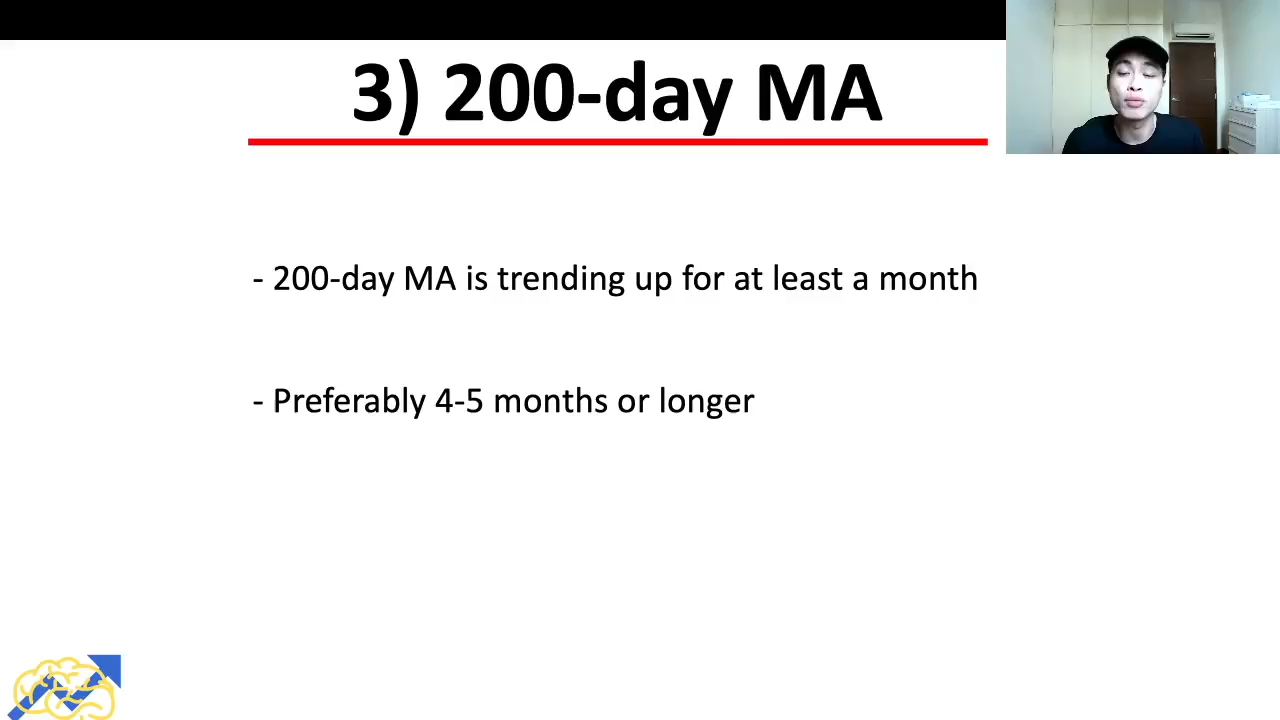 3) 200-day MA
- 200-day MA is trending up for at least a month
- Preferably 4-5 months or longer